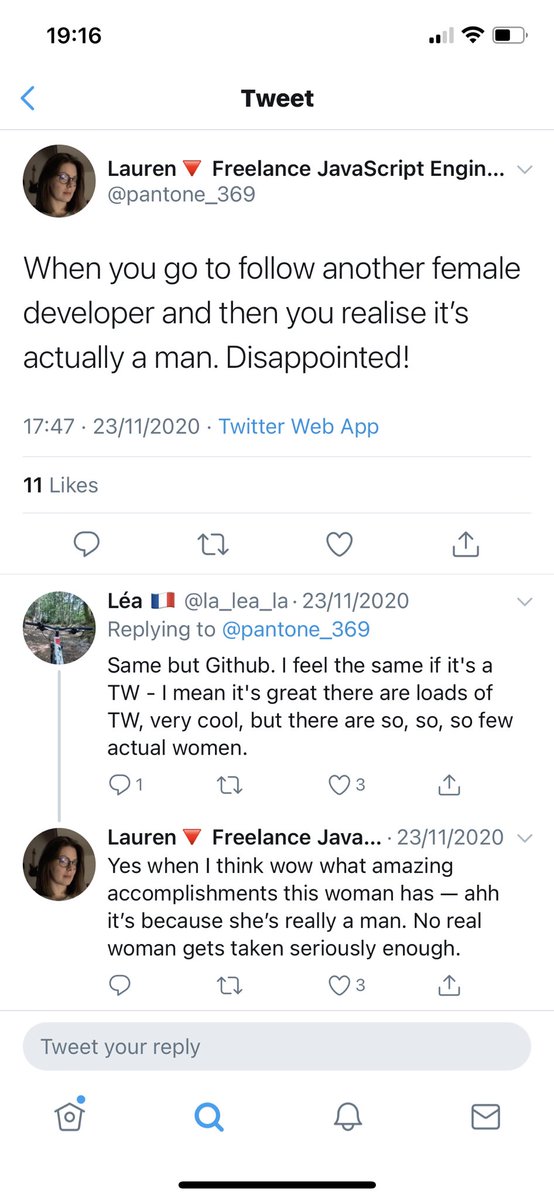 19:16
Tweet
Lauren🔻 Freelance JavaScript Engin...
@pantone_369
When you go to follow another female
developer and then you realise it’s
actually a man. Disappointed!
17:47 · 23/11/2020 · Twitter Web App
11 Likes
Léa 🇫🇷 @la_lea_la · 23/11/2020
Replying to @pantone_369
Same but Github. I feel the same if it's a
TW - I mean it's great there are loads of
TW, very cool, but there are so, so, so few
actual women.
1 3
Lauren🔻 Freelance Java... · 23/11/2020
Yes when I think wow what amazing
accomplishments this woman has — ahh
it’s because she’s really a man. No real
woman gets taken seriously enough.
3
Tweet your reply